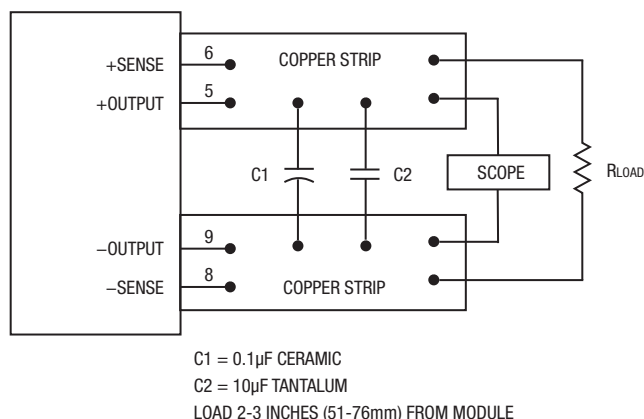 +SENSE 6 COPPER STRIP
+OUTPUT 5
C1 C2 SCOPE RLOAD
–OUTPUT 9
–SENSE 8 COPPER STRIP
C1 = 0.1µF CERAMIC
C2 = 10µF TANTALUM
LOAD 2-3 INCHES (51-76mm) FROM MODULE